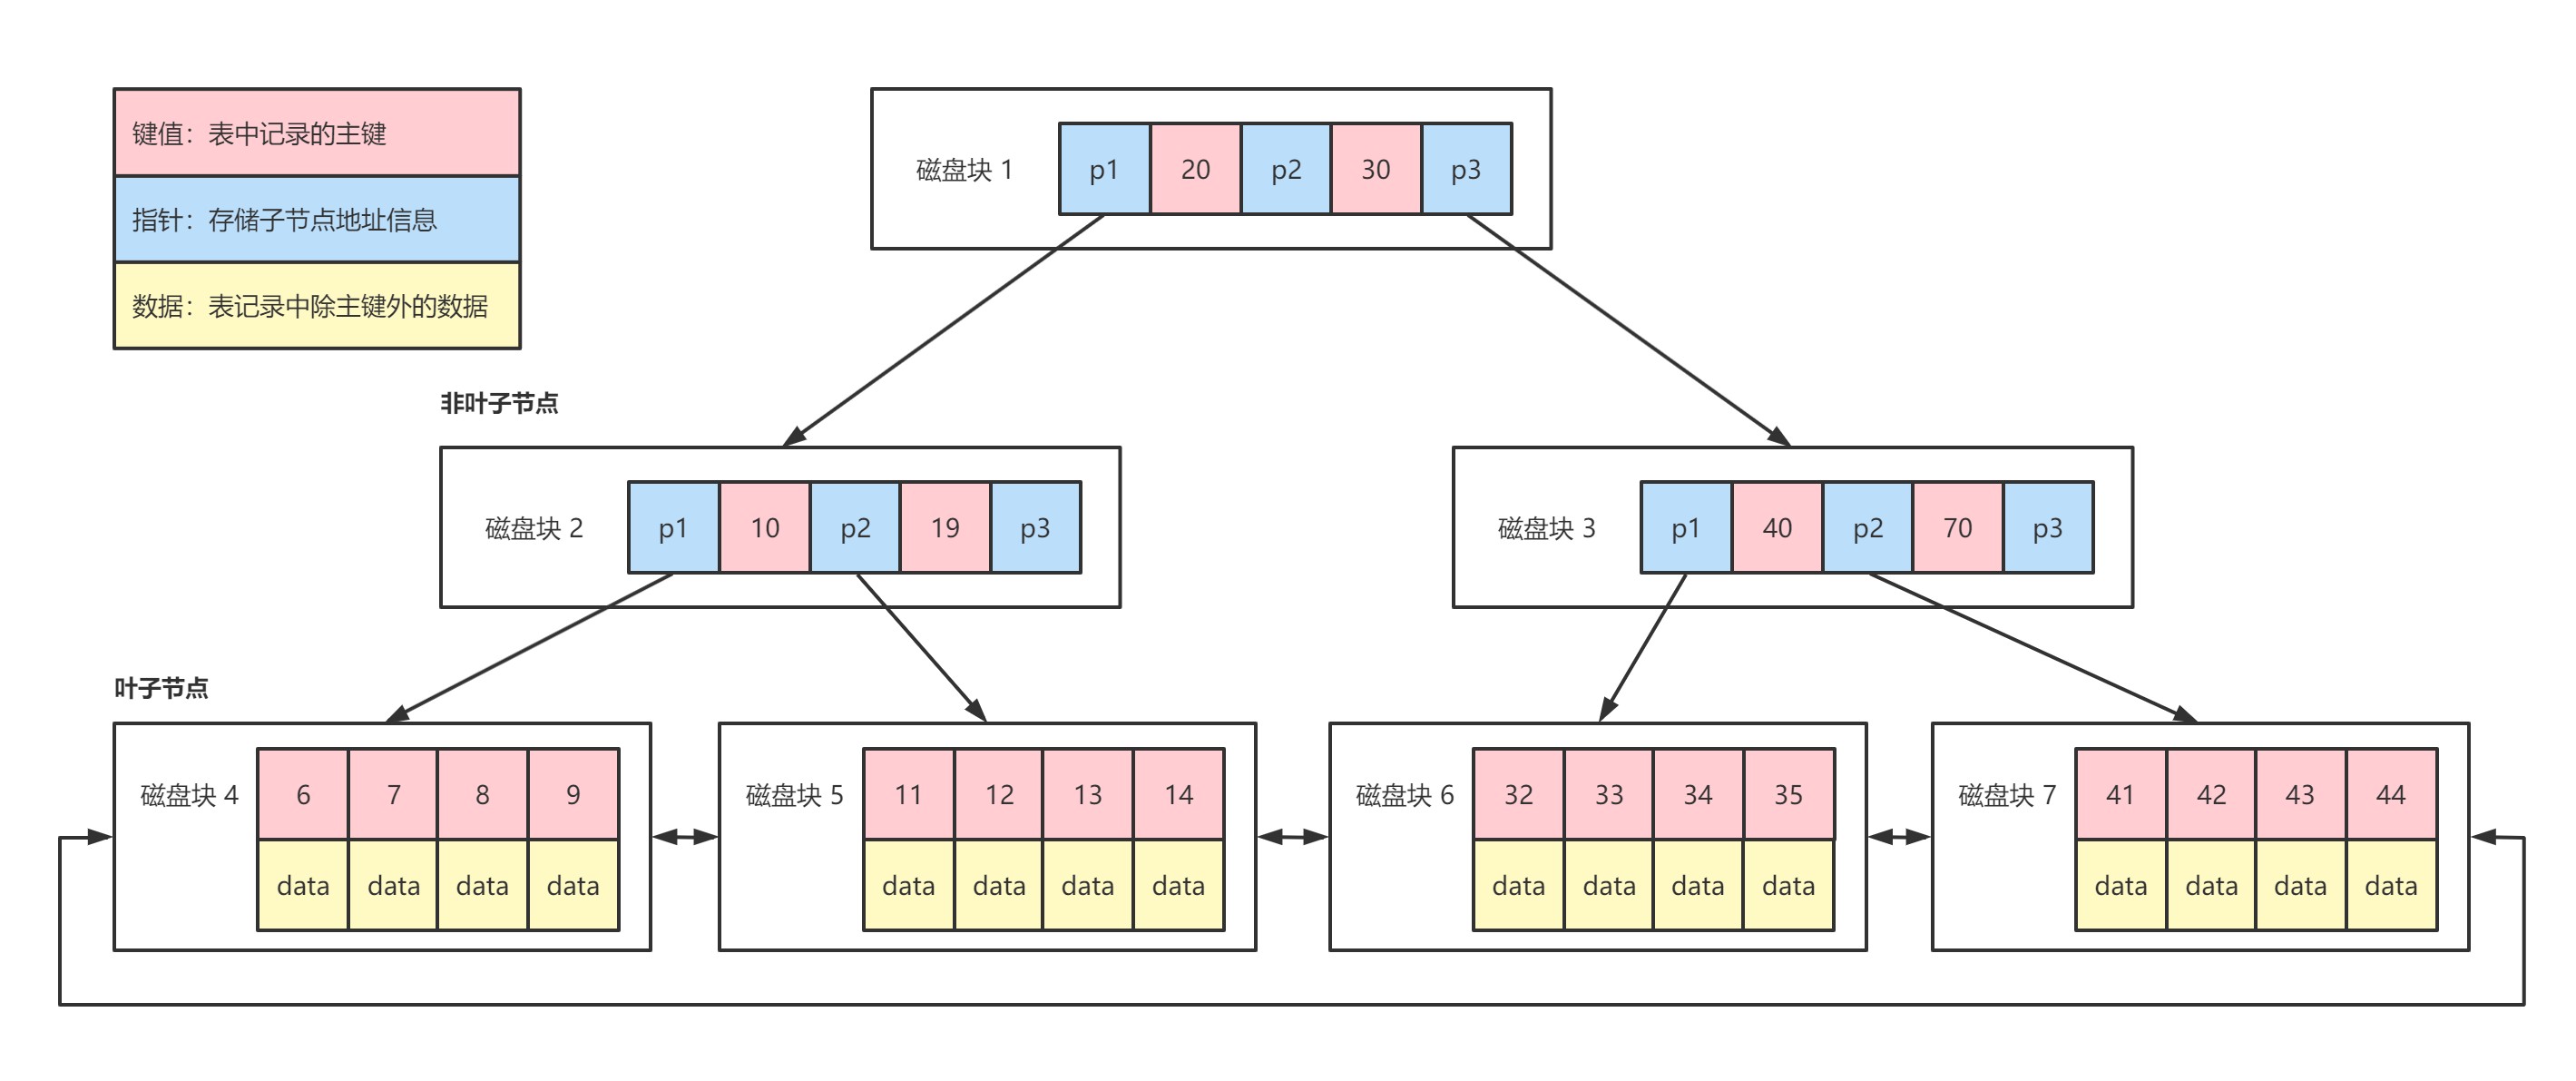 键值：表中记录的主键
指针：存储子节点地址信息
数据：表记录中除主键外的数据
磁盘块 1 p1 20 p2 30 p3
非叶子节点
磁盘块 2 p1 10 p2 19 p3
磁盘块 3 p1 40 p2 70 p3
叶子节点
磁盘块 4 6 7 8 9
data data data data
磁盘块 5 11 12 13 14
data data data data
磁盘块 6 32 33 34 35
data data data data
磁盘块 7 41 42 43 44
data data data data